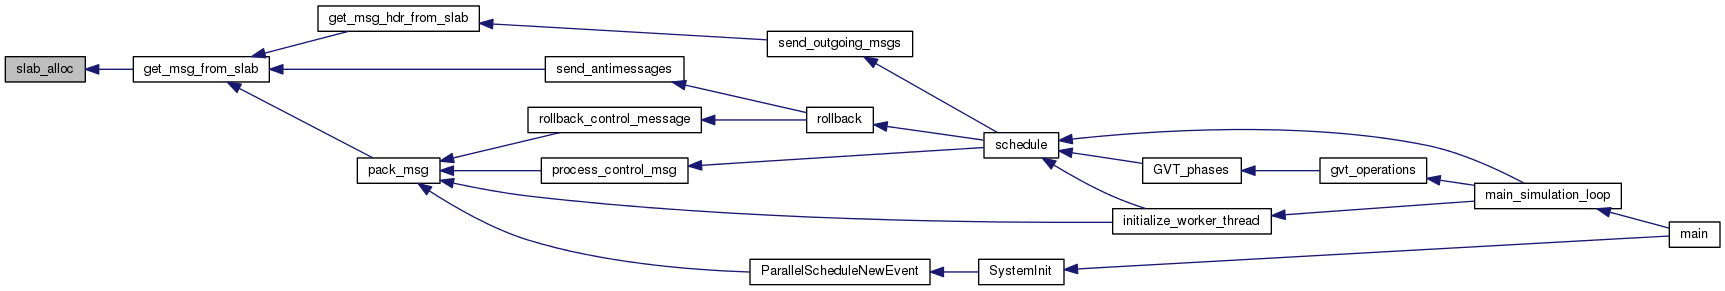 get_msg_hdr_from_slab
send_outgoing_msgs
slab_alloc
get_msg_from_slab
send_antimessages
rollback_control_message
rollback
schedule
pack_msg
process_control_msg
GVT_phases
gvt_operations
main_simulation_loop
initialize_worker_thread
main
ParallelScheduleNewEvent
SystemInit